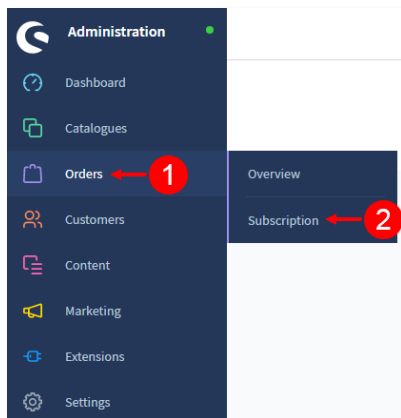 Administration
Dashboard
Catalogues
Orders 1
Overview
Customers
Subscription 2
Content
Marketing
Extensions
Settings